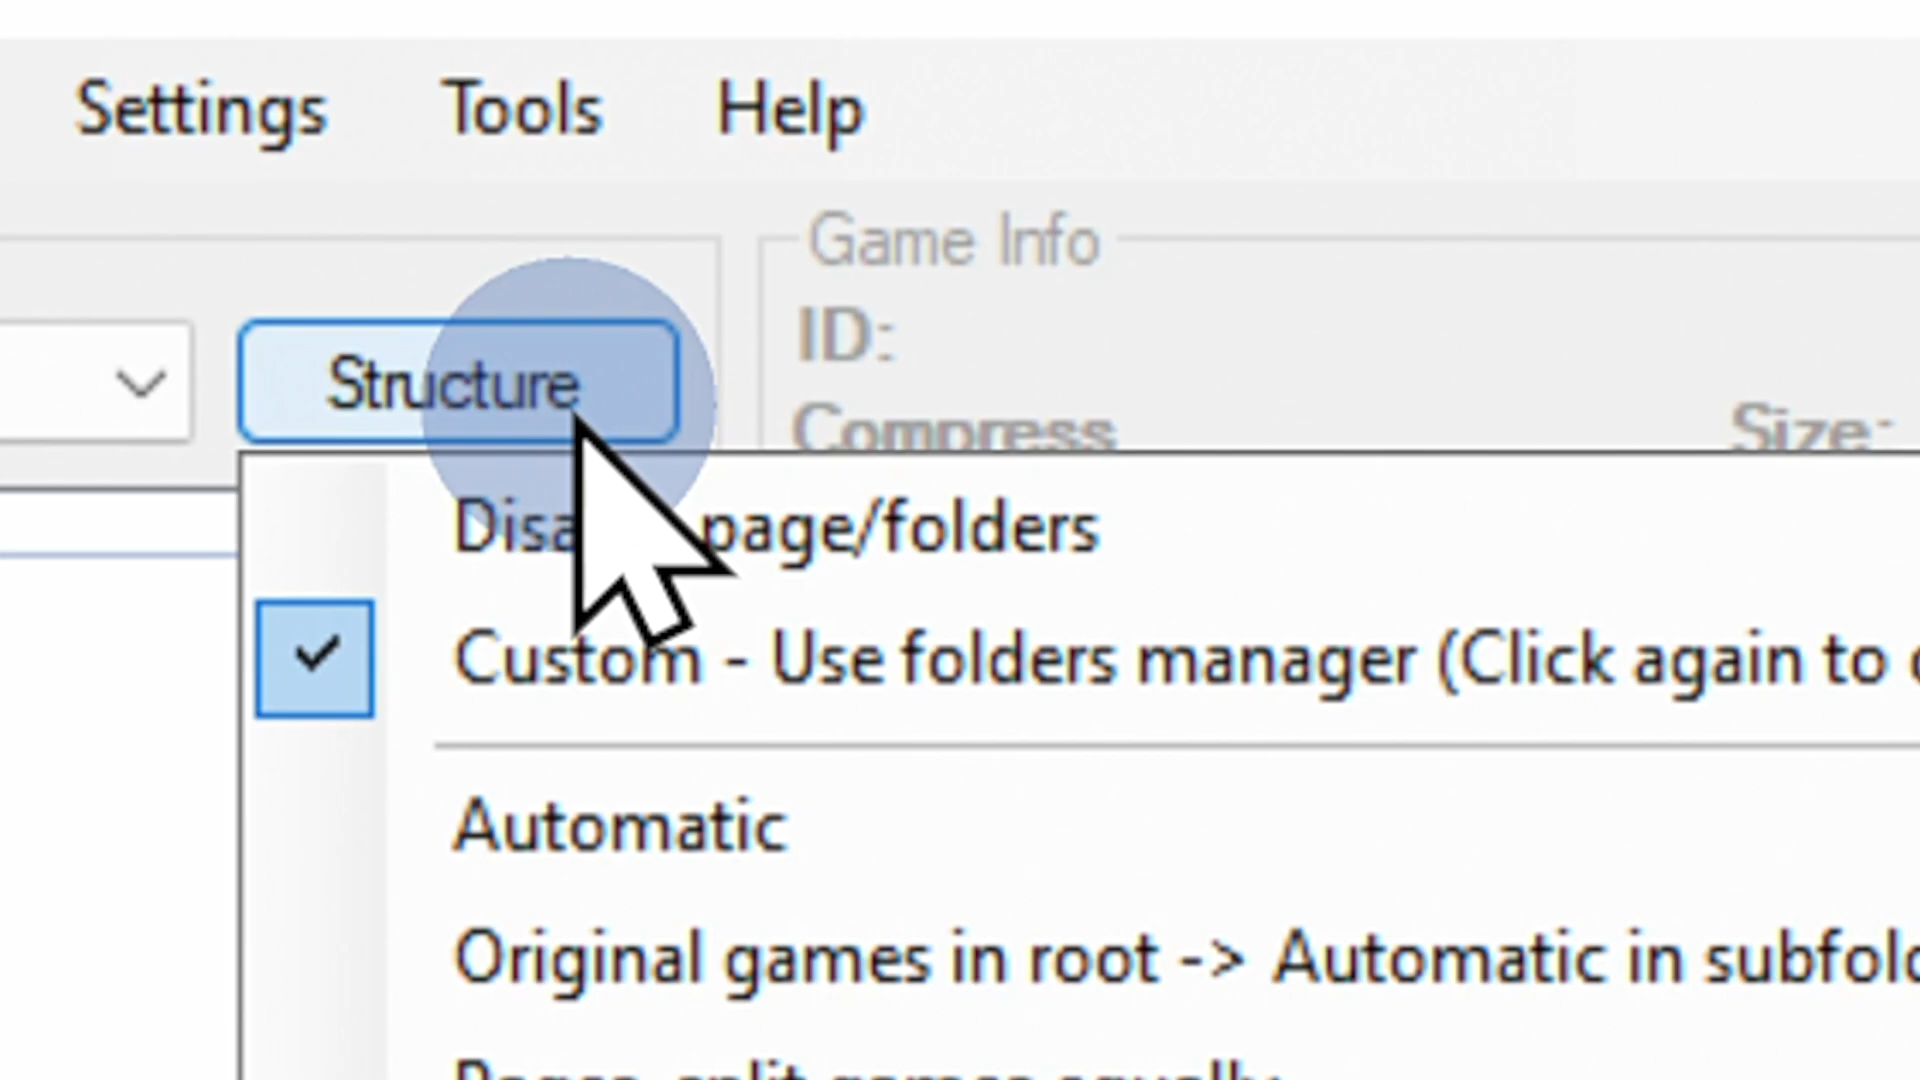 Settings Tools Help
Game Info
Structure
ID:
Compress Size:
page/folders
Custom - Use folders manager (Click again to
Automatic
Original games in root -> Automatic in